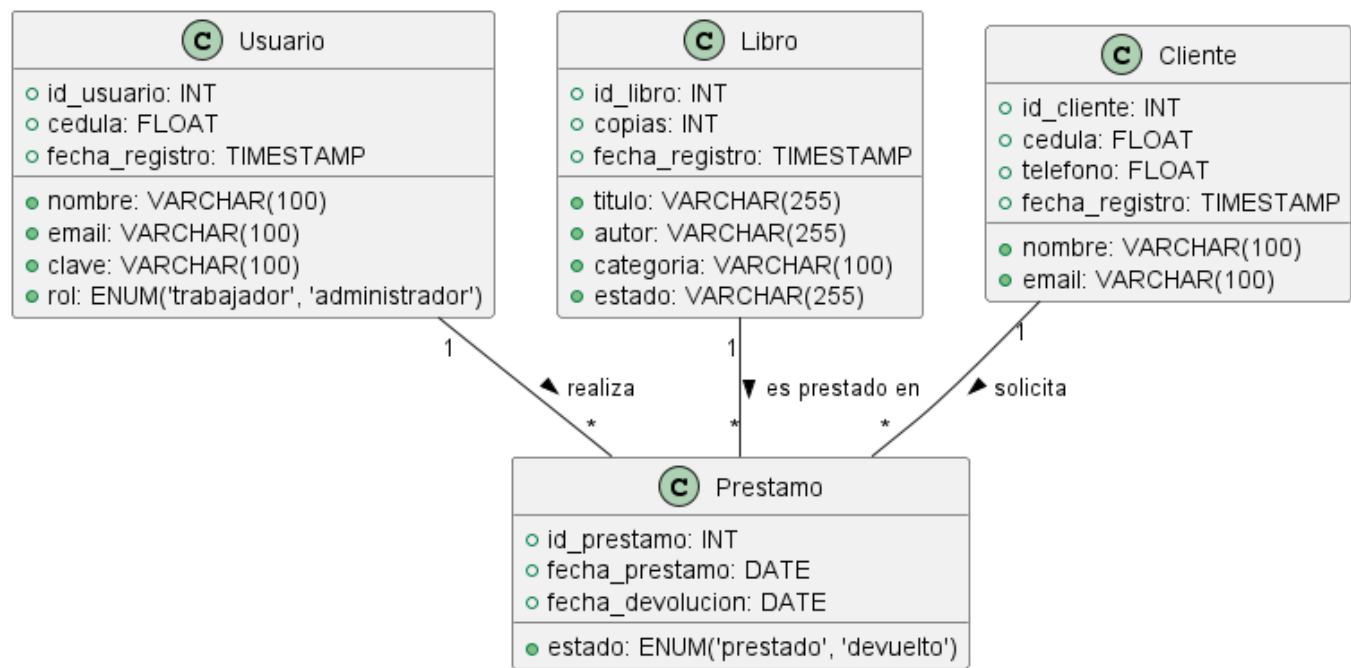 C Usuario
id_usuario: INT
cedula: FLOAT
fecha_registro: TIMESTAMP
nombre: VARCHAR(100)
email: VARCHAR(100)
clave: VARCHAR(100)
rol: ENUM('trabajador', 'administrador')
C Libro
id_libro: INT
copias: INT
fecha_registro: TIMESTAMP
titulo: VARCHAR(255)
autor: VARCHAR(255)
categoria: VARCHAR(100)
estado: VARCHAR(255)
C Cliente
id_cliente: INT
cedula: FLOAT
telefono: FLOAT
fecha_registro: TIMESTAMP
nombre: VARCHAR(100)
email: VARCHAR(100)
1
realiza
*
1
es prestado en
*
1
solicita
*
C Prestamo
id_prestamo: INT
fecha_prestamo: DATE
fecha_devolucion: DATE
estado: ENUM('prestado', 'devuelto')